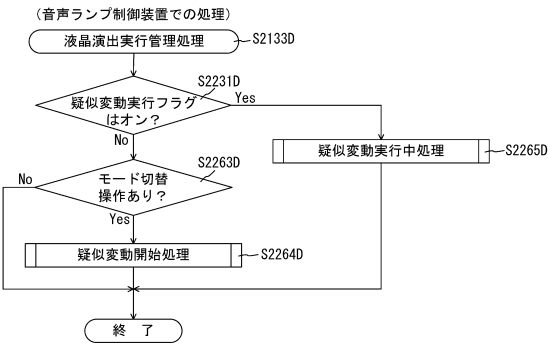 (音声ランプ制御装置での処理)
液晶演出実行管理処理
S2133D
S2231D
疑似変動実行フラグ
はオン?
Yes
No
疑似変動実行中処理
S2265D
S2263D
モード切替
操作あり?
No
Yes
疑似変動開始処理
S2264D
終 了